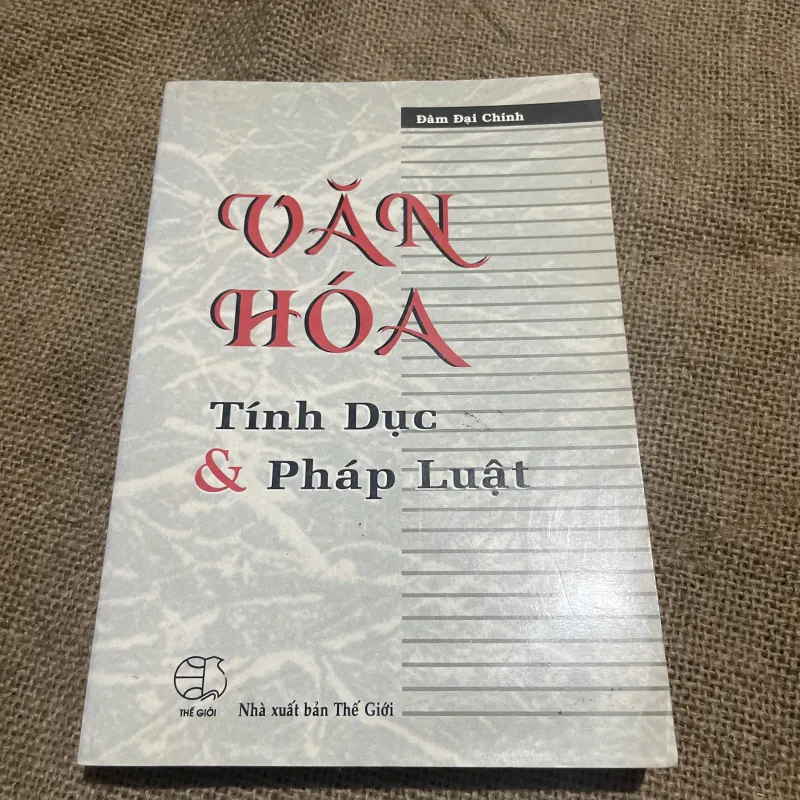 Đàm Đại Chính
VĂN
HÓA
Tính Dục
& Pháp Luật
THẾ GIỚI
Nhà xuất bản Thế Giới